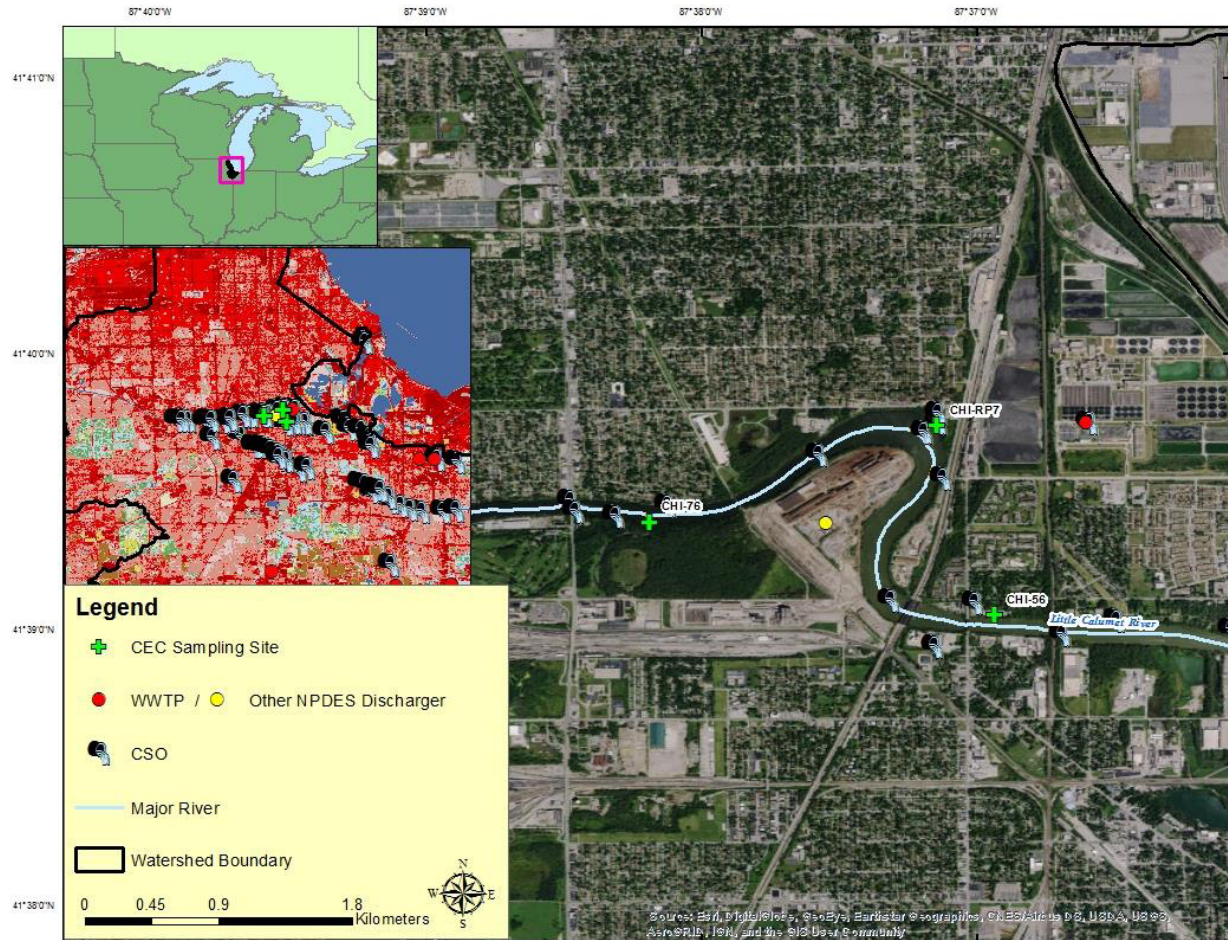 87°40'0"W 87°39'0"W 87°38'0"W 87°37'0"W
41°41'0"N
41°40'0"N
41°39'0"N
41°38'0"N
CHI-RP7
CHI-76
CHI-56
Little Calumet River
Legend
CEC Sampling Site
WWTP / Other NPDES Discharger
CSO
Major River
Watershed Boundary
0 0.45 0.9 1.8
Kilometers
N
W E
S
Source: Esri, DigitalGlobe, GeoEye, Earthstar Geographics, CNES/Airbus DS, USDA, USGS,
AeroGRID, IGN, and the GIS User Community